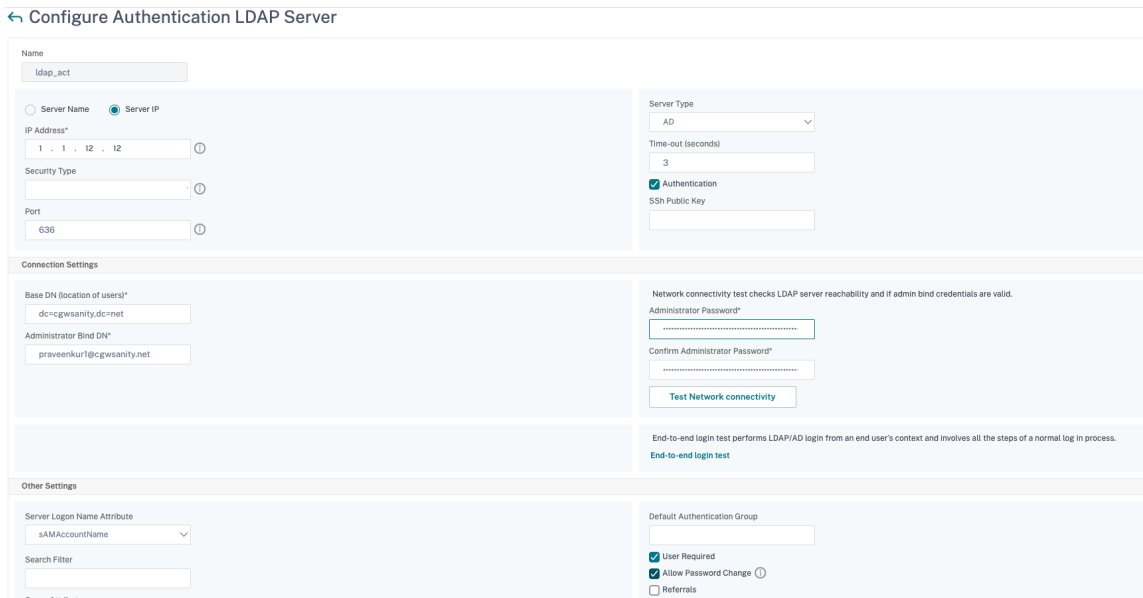 Configure Authentication LDAP Server
Name
ldap_act
Server Name
Server IP
IP Address*
1 . 1 . 12 . 12
Security Type
Port
636
Server Type
AD
Time-out (seconds)
3
Authentication
SSh Public Key
Connection Settings
Base DN (location of users)*
dc=cgwsanity,dc=net
Administrator Bind DN*
praveenkur1@cgwsanity.net
Network connectivity test checks LDAP server reachability and if admin bind credentials are valid.
Administrator Password*
Confirm Administrator Password*
Test Network connectivity
End-to-end login test performs LDAP/AD login from an end user's context and involves all the steps of a normal log in process.
End-to-end login test
Other Settings
Server Logon Name Attribute
sAMAccountName
Search Filter
Default Authentication Group
User Required
Allow Password Change
Referrals